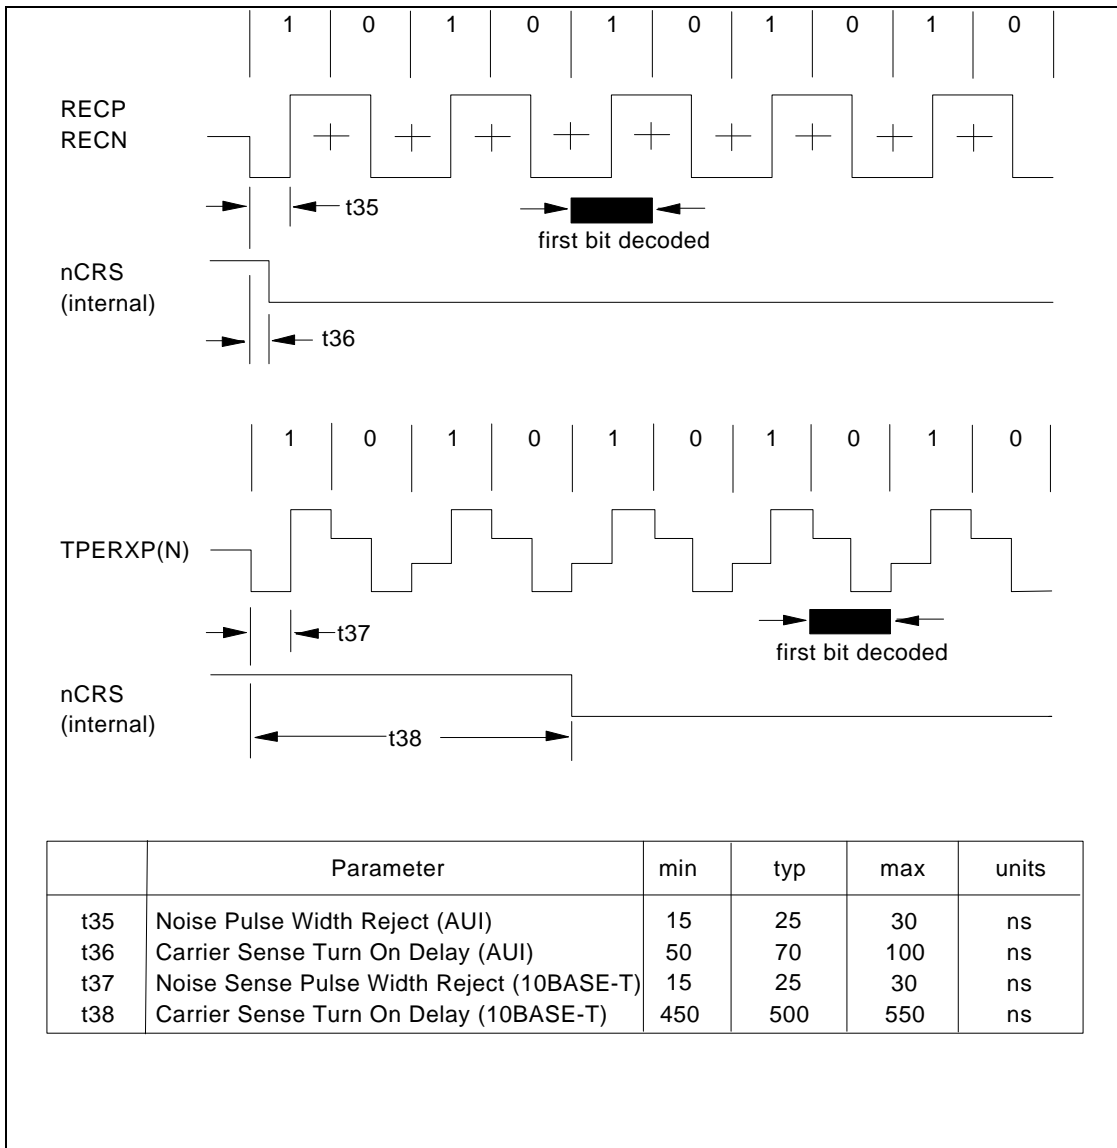 1 0 1 0 1 0 1 0 1 0
RECP
RECN
t35
first bit decoded
nCRS
(internal)
t36
1 0 1 0 1 0 1 0 1 0
TPERXP(N)
t37
first bit decoded
nCRS
(internal)
t38
Parameter min typ max units
t35 Noise Pulse Width Reject (AUI) 15 25 30 ns
t36 Carrier Sense Turn On Delay (AUI) 50 70 100 ns
t37 Noise Sense Pulse Width Reject (10BASE-T) 15 25 30 ns
t38 Carrier Sense Turn On Delay (10BASE-T) 450 500 550 ns